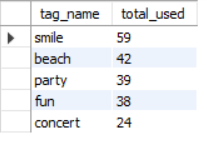 tag_name total_used
smile 59
beach 42
party 39
fun 38
concert 24